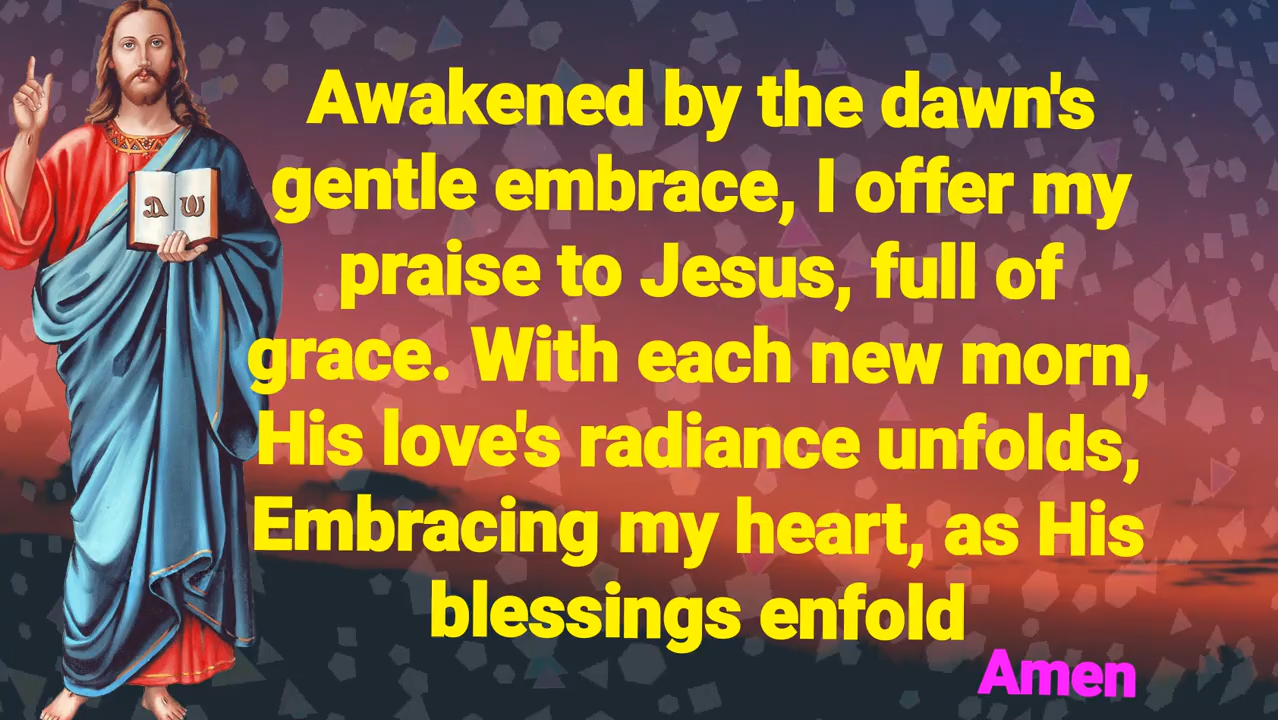 Awakened by the dawn's
gentle embrace, I offer my
praise to Jesus, full of
grace. With each new morn,
His love's radiance unfolds,
Embracing my heart, as His
blessings enfold
Amen